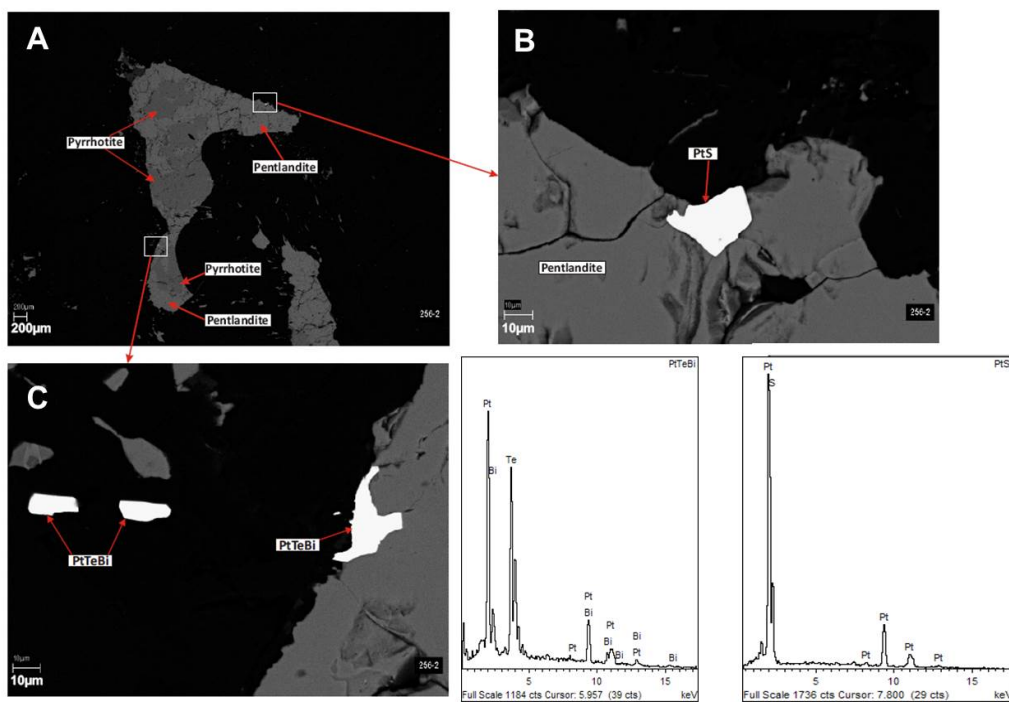 A
Pyrrhotite
Pentlandite
Pyrrhotite
Pentlandite
200µm
200µm
256-2
B
PtS
Pentlandite
10µm
10µm
256-2
C
PtTeBi
PtTeBi
10µm
10µm
256-2
PtTeBi
Pt
Bi
Te
Pt
Pt
Bi
Pt
Bi
Bi
Bi
Pt
Bi
5 10 15
keV
Full Scale 1184 cts Cursor: 5.957 (39 cts)
PtS
Pt
S
Pt
Pt
Pt
Pt
5 10 15
keV
Full Scale 1736 cts Cursor: 7.800 (29 cts)